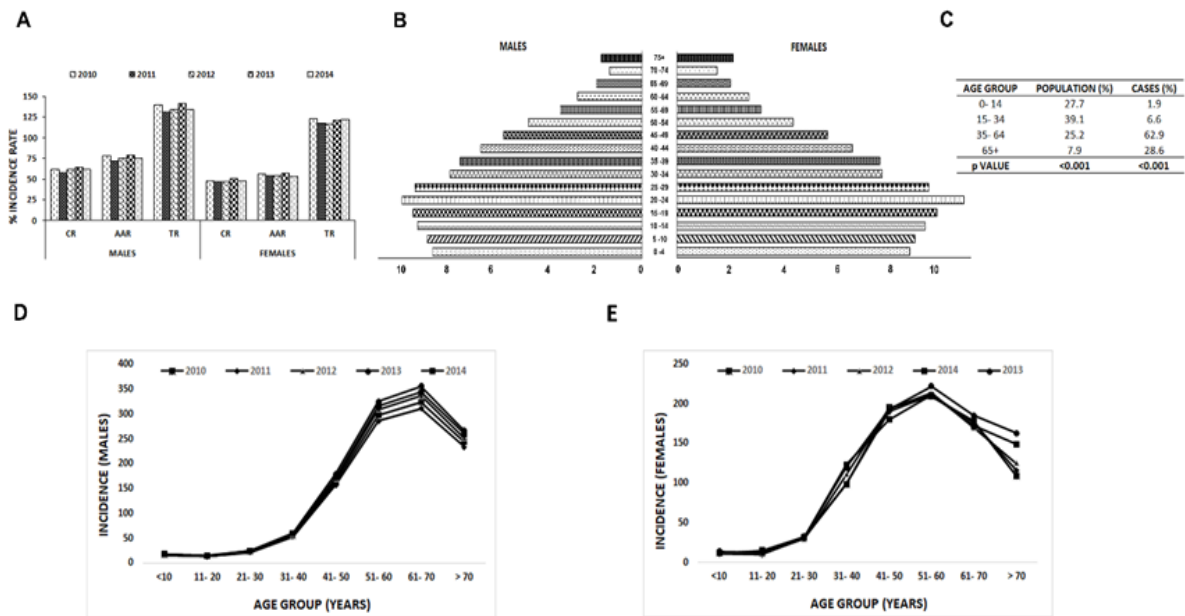 A
B
C
MALES
FEMALES
2010 2011 2012 2013 2014
% INCIDENCE RATE
150
125
100
75
50
25
0
CR AAR TR CR AAR TR
MALES FEMALES
75+
70 -74
65 -69
60 -64
55 -59
50 -54
45 -49
40 -44
35 -39
30 -34
25 -29
20 -24
15 -19
10 -14
5 -10
0 -4
10 8 6 4 2 0 0 2 4 6 8 10
AGE GROUP POPULATION (%) CASES (%)
0- 14 27.7 1.9
15- 34 39.1 6.6
35- 64 25.2 62.9
65+ 7.9 28.6
p VALUE <0.001 <0.001
D
E
2010 2011 2012 2013 2014
INCIDENCE (MALES)
400
350
300
250
200
150
100
50
0
<10 11- 20 21- 30 31- 40 41- 50 51- 60 61- 70 > 70
AGE GROUP (YEARS)
2010 2011 2012 2014 2013
INCIDENCE (FEMALES)
250
200
150
100
50
0
<10 11- 20 21- 30 31- 40 41- 50 51- 60 61- 70 > 70
AGE GROUP (YEARS)